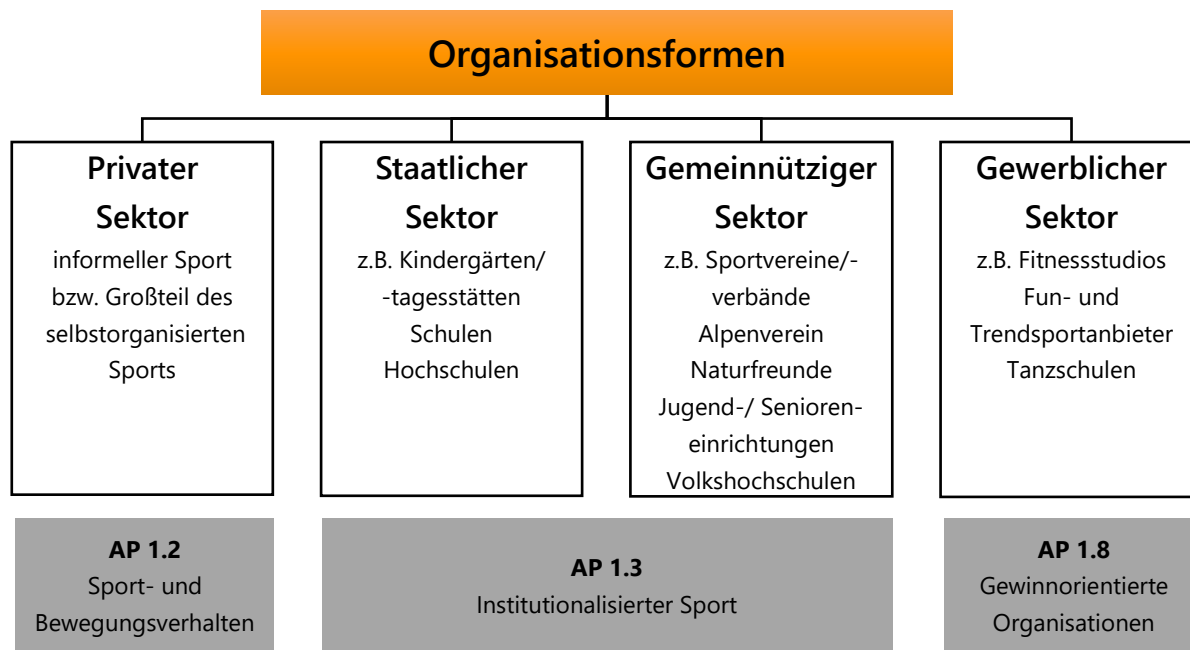 Organisationsformen
Privater
Sektor
informeller Sport
bzw. Großteil des
selbstorganisierten
Sports
Staatlicher
Sektor
z.B. Kindergärten/
-tagesstätten
Schulen
Hochschulen
Gemeinnütziger
Sektor
z.B. Sportvereine/-
verbände
Alpenverein
Naturfreunde
Jugend-/ Senioren-
einrichtungen
Volkshochschulen
Gewerblicher
Sektor
z.B. Fitnessstudios
Fun- und
Trendsportanbieter
Tanzschulen
AP 1.2
Sport- und
Bewegungsverhalten
AP 1.3
Institutionalisierter Sport
AP 1.8
Gewinnorientierte
Organisationen